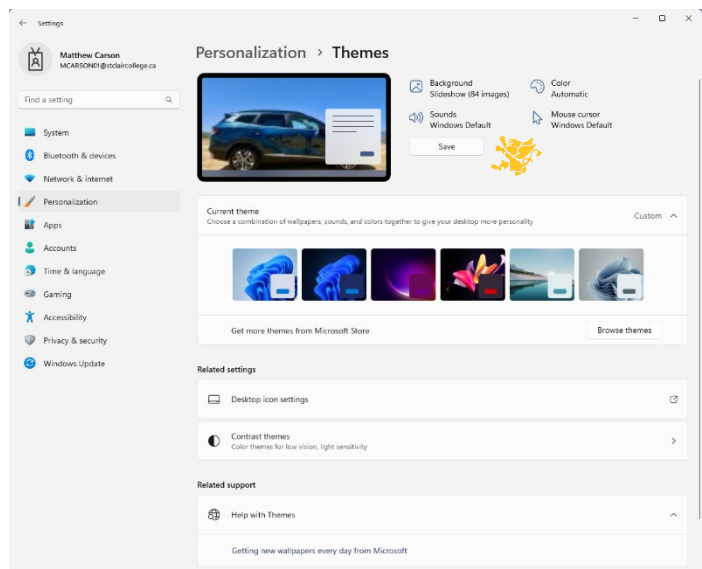 Settings
Matthew Carson
MCARSON01@stclaircollege.ca
Find a setting
System
Bluetooth & devices
Network & internet
Personalization
Apps
Accounts
Time & language
Gaming
Accessibility
Privacy & security
Windows Update
Personalization > Themes
Background
Slideshow (84 images)
Color
Automatic
Sounds
Windows Default
Mouse cursor
Windows Default
Save
Current theme
Choose a combination of wallpapers, sounds, and colors together to give your desktop more personality
Custom
Get more themes from Microsoft Store
Browse themes
Related settings
Desktop icon settings
Contrast themes
Color themes for low vision, light sensitivity
Related support
Help with Themes
Getting new wallpapers every day from Microsoft